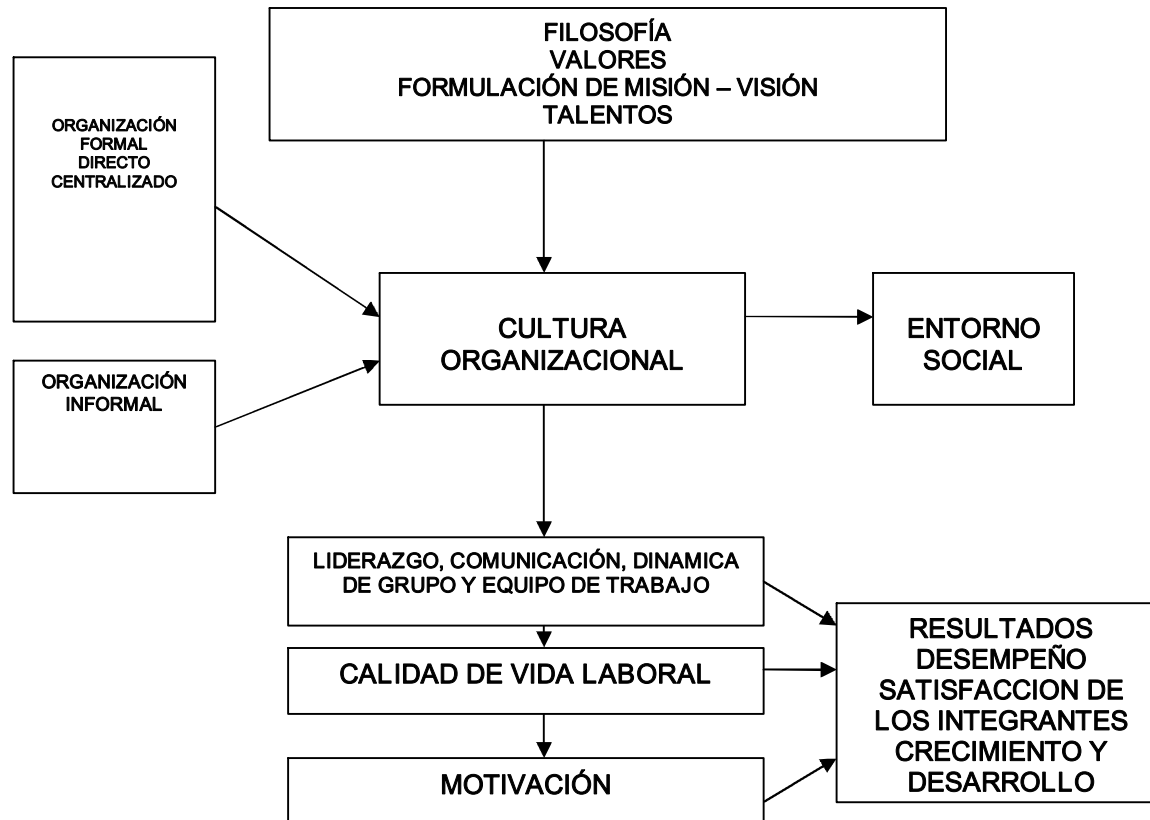 FILOSOFÍA
VALORES
FORMULACIÓN DE MISIÓN – VISIÓN
TALENTOS
ORGANIZACIÓN
FORMAL
DIRECTO
CENTRALIZADO
CULTURA
ORGANIZACIONAL
ENTORNO
SOCIAL
ORGANIZACIÓN
INFORMAL
LIDERAZGO, COMUNICACIÓN, DINAMICA
DE GRUPO Y EQUIPO DE TRABAJO
CALIDAD DE VIDA LABORAL
MOTIVACIÓN
RESULTADOS
DESEMPEÑO
SATISFACCION DE
LOS INTEGRANTES
CRECIMIENTO Y
DESARROLLO